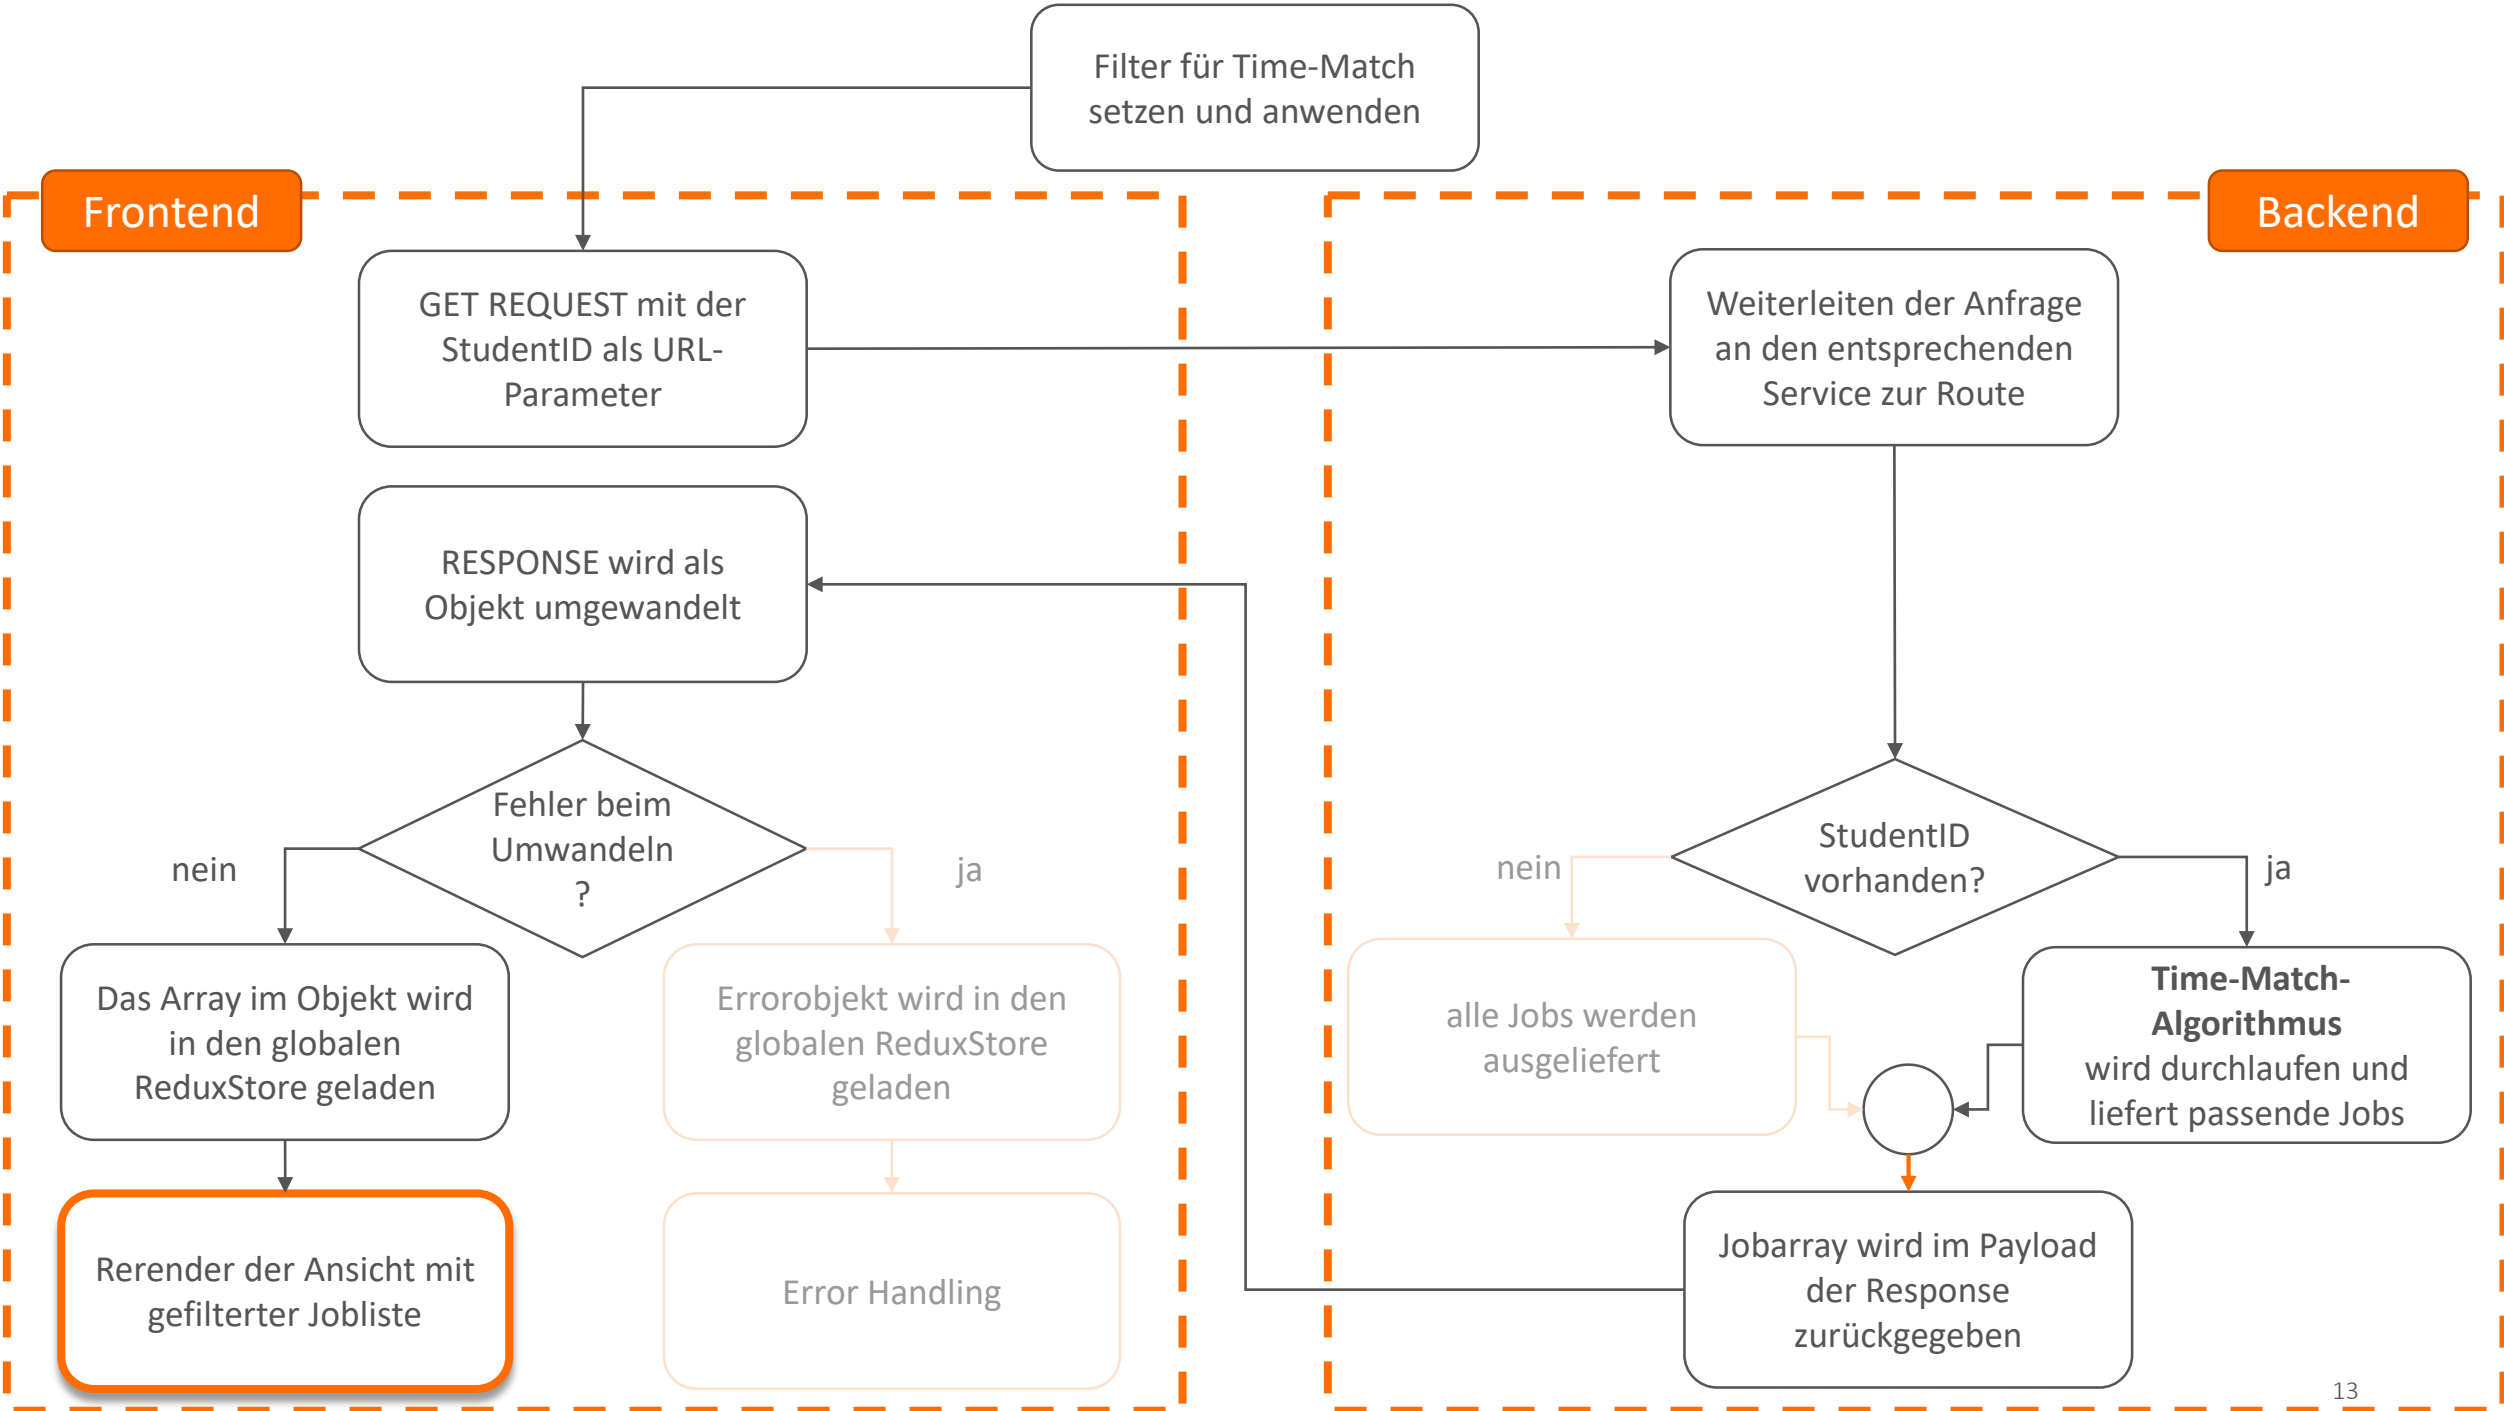 Filter für Time-Match
setzen und anwenden
Frontend
Backend
GET REQUEST mit der
StudentID als URL-
Parameter
Weiterleiten der Anfrage
an den entsprechenden
Service zur Route
RESPONSE wird als
Objekt umgewandelt
Fehler beim
Umwandeln
?
nein
ja
StudentID
vorhanden?
nein
ja
Das Array im Objekt wird
in den globalen
ReduxStore geladen
Errorobjekt wird in den
globalen ReduxStore
geladen
alle Jobs werden
ausgeliefert
Time-Match-
Algorithmus
wird durchlaufen und
liefert passende Jobs
Rerender der Ansicht mit
gefilterter Jobliste
Error Handling
Jobarray wird im Payload
der Response
zurückgegeben
13